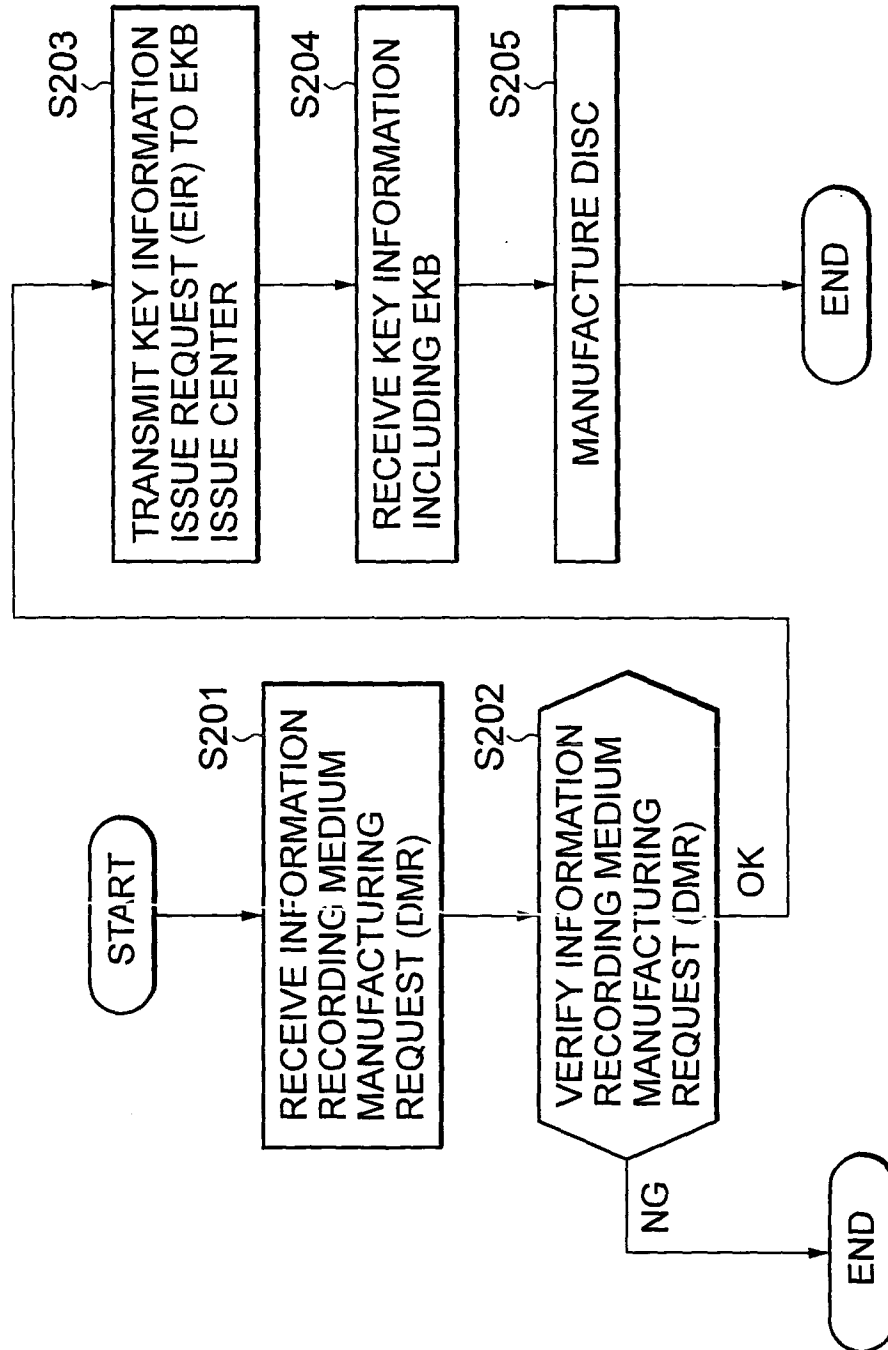 START
S201
RECEIVE INFORMATION
RECORDING MEDIUM
MANUFACTURING
REQUEST (DMR)
S202
VERIFY INFORMATION
RECORDING MEDIUM
MANUFACTURING
REQUEST (DMR)
NG
OK
END
S203
TRANSMIT KEY INFORMATION
ISSUE REQUEST (EIR) TO EKB
ISSUE CENTER
S204
RECEIVE KEY INFORMATION
INCLUDING EKB
S205
MANUFACTURE DISC
END